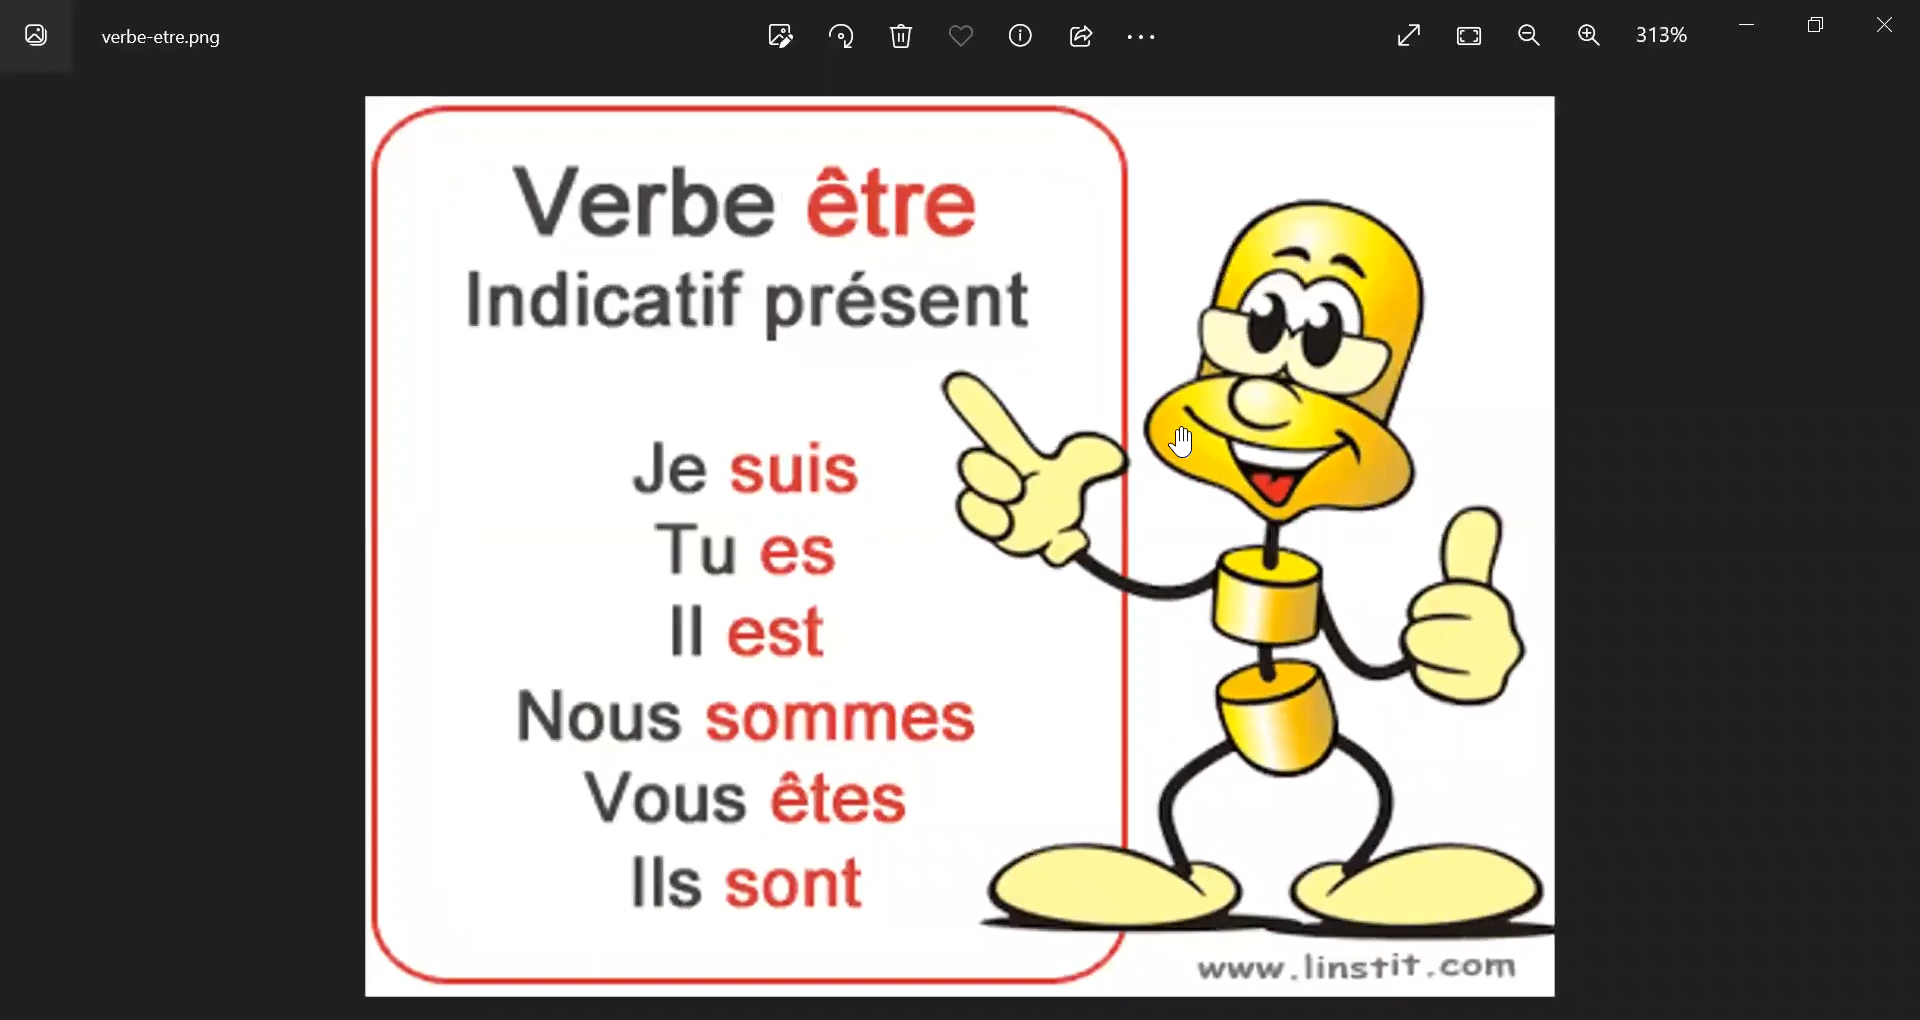 verbe-etre.png
313%
Verbe être
Indicatif présent
Je suis
Tu es
Il est
Nous sommes
Vous êtes
Ils sont
www.linstit.com